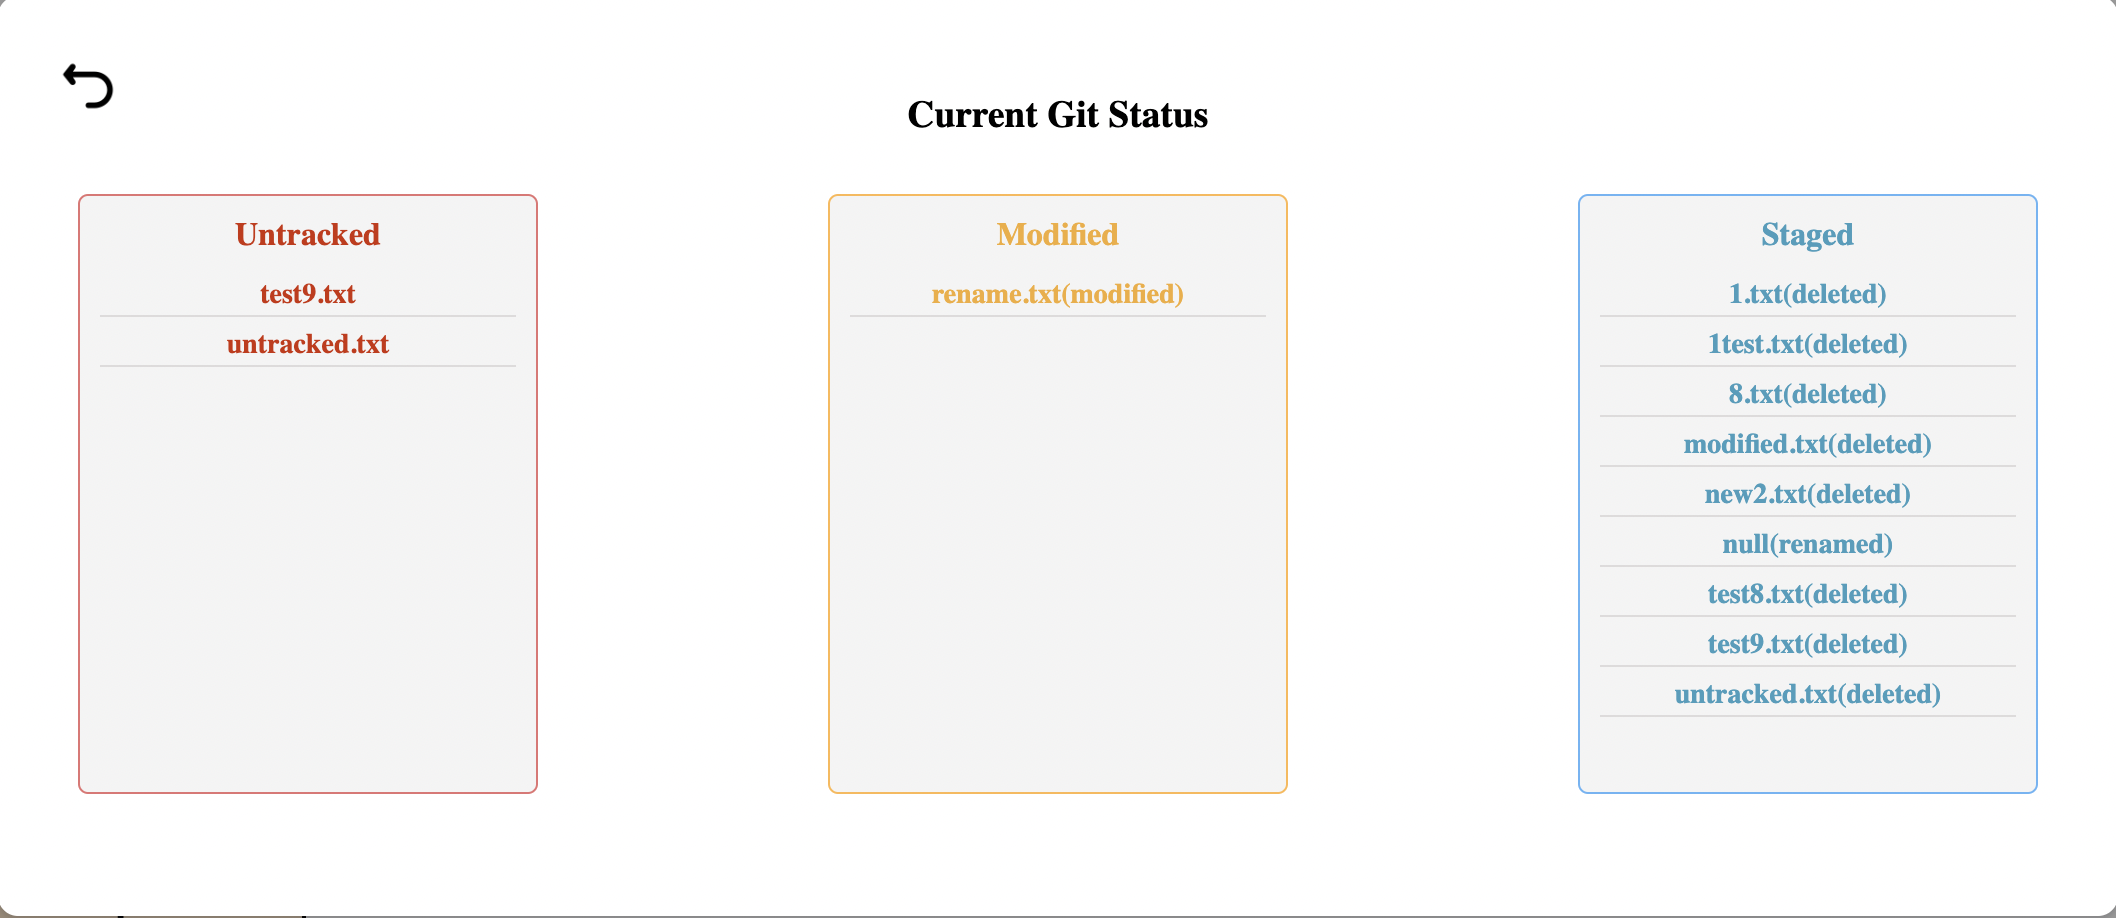 Current Git Status
Untracked
test9.txt
untracked.txt
Modified
rename.txt(modified)
Staged
1.txt(deleted)
1test.txt(deleted)
8.txt(deleted)
modified.txt(deleted)
new2.txt(deleted)
null(renamed)
test8.txt(deleted)
test9.txt(deleted)
untracked.txt(deleted)